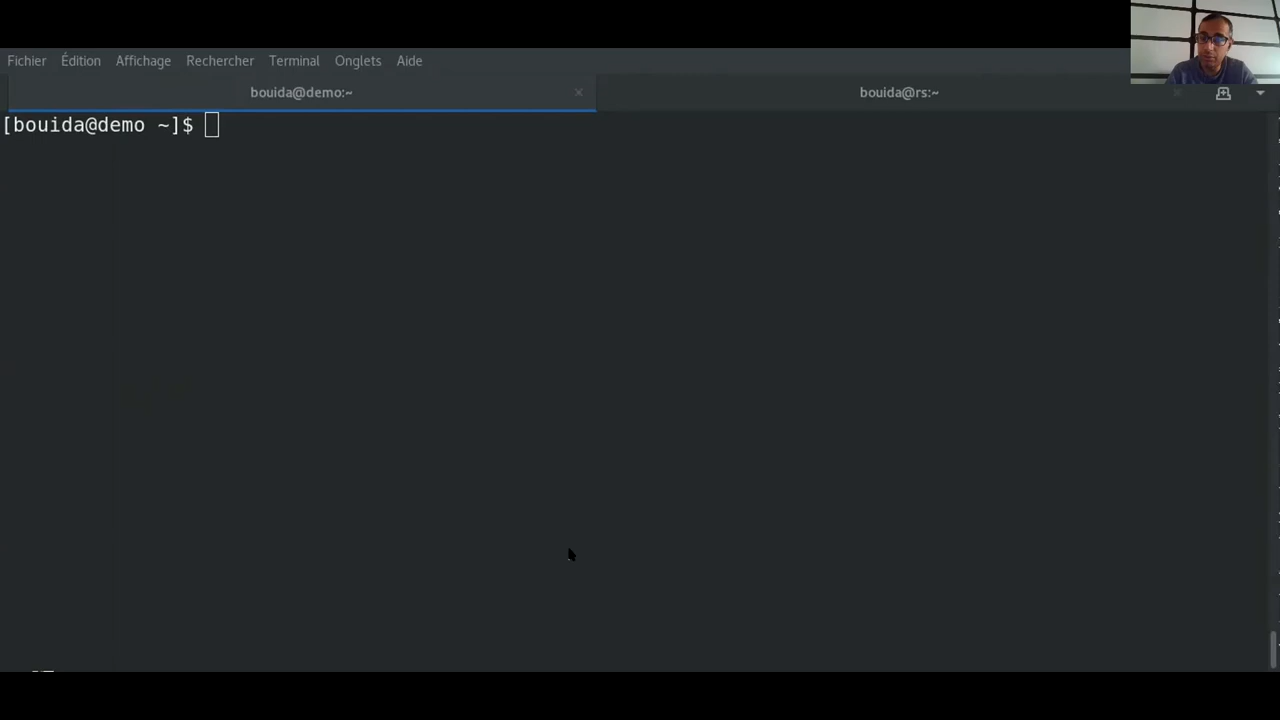 Fichier Édition Affichage Rechercher Terminal Onglets Aide
bouida@demo:~ × bouida@rs:~ ×
[bouida@demo ~]$